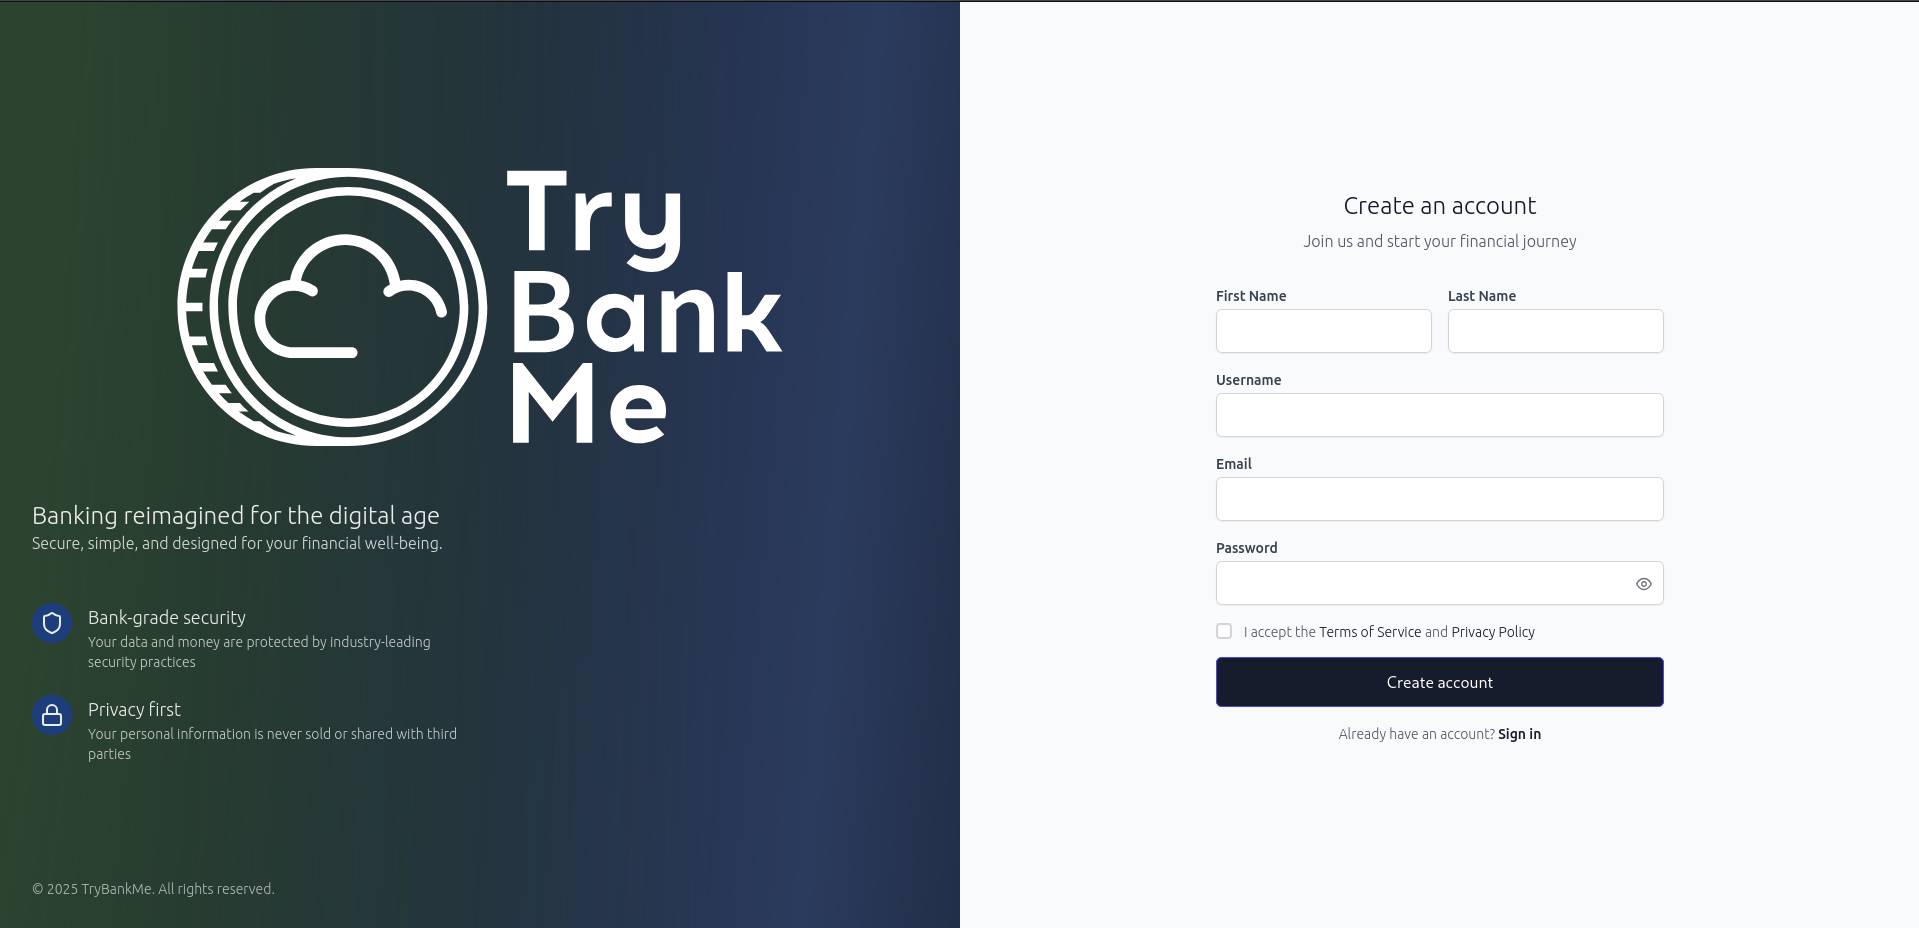 Try
Bank
Me
Banking reimagined for the digital age
Secure, simple, and designed for your financial well-being.
Bank-grade security
Your data and money are protected by industry-leading
security practices
Privacy first
Your personal information is never sold or shared with third
parties
© 2025 TryBankMe. All rights reserved.
Create an account
Join us and start your financial journey
First Name
Last Name
Username
Email
Password
I accept the Terms of Service and Privacy Policy
Create account
Already have an account? Sign in